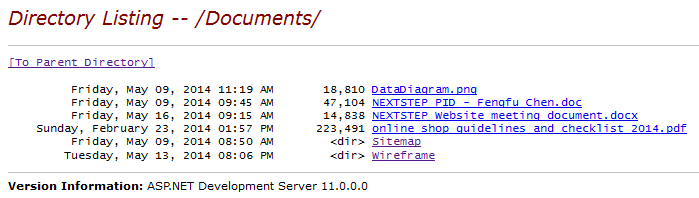 Directory Listing -- /Documents/
[To Parent Directory]
Friday, May 09, 2014 11:19 AM 18,810 DataDiagram.png
Friday, May 09, 2014 09:45 AM 47,104 NEXTSTEP PID - Fengfu Chen.doc
Friday, May 16, 2014 09:15 AM 14,838 NEXTSTEP Website meeting document.docx
Sunday, February 23, 2014 01:57 PM 223,491 online shop guidelines and checklist 2014.pdf
Friday, May 09, 2014 08:50 AM <dir> Sitemap
Tuesday, May 13, 2014 08:06 PM <dir> Wireframe
Version Information: ASP.NET Development Server 11.0.0.0